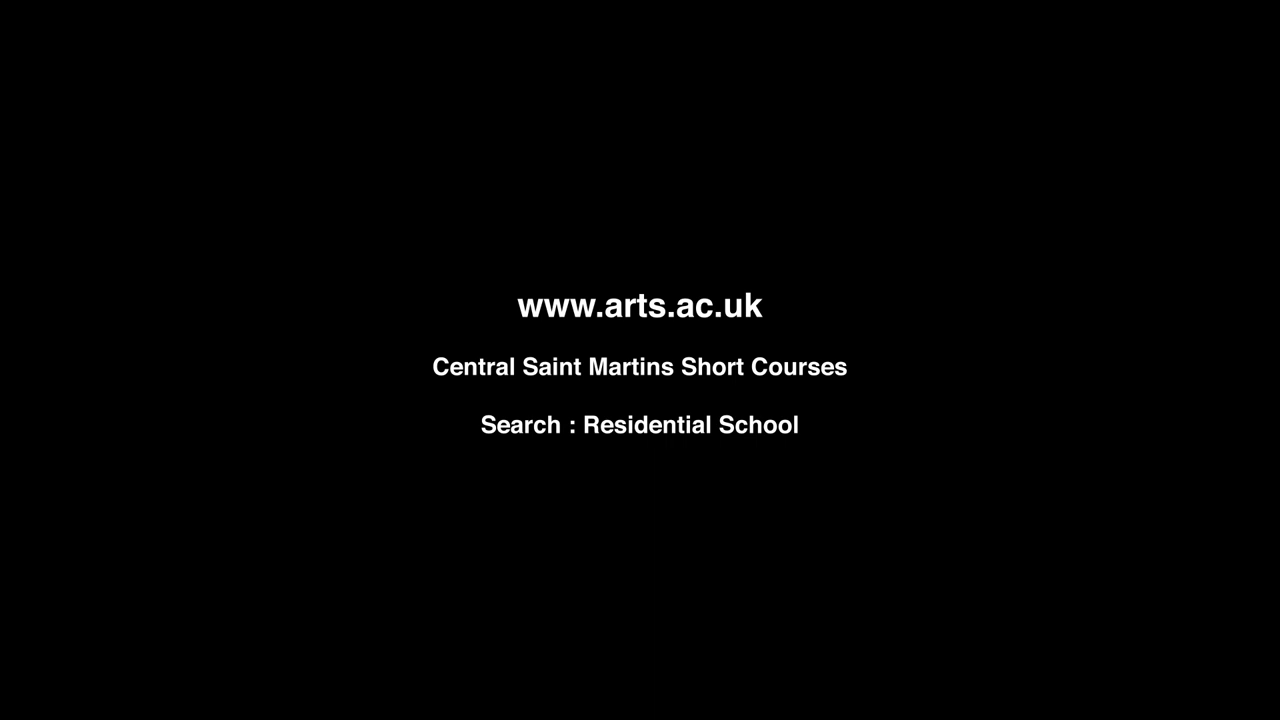 www.arts.ac.uk
Central Saint Martins Short Courses
Search : Residential School